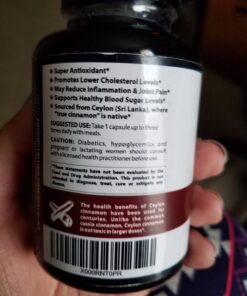 • Super Antioxidant*
• Promotes Lower Cholesterol Levels*
• May Reduce Inflammation & Joint Pain*
• Supports Healthy Blood Sugar Levels*
• Sourced from Ceylon (Sri Lanka), where
"true cinnamon" is native*
SUGGESTED USE: Take 1 capsule up to three
times daily with meals.
CAUTION: Diabetics, hypoglycemics and
pregnant or lactating women should consult
with a licensed health practitioner before use.
*These statements have not been evaluated by the
Food and Drug Administration. This product is not
intended to diagnose, treat, cure or mitigate any
disease.
The health benefits of Ceylon
cinnamon have been used for
centuries. Unlike the common
cassia cinnamon, Ceylon cinnamon
is not toxic in larger doses*.
X000RNT0PR